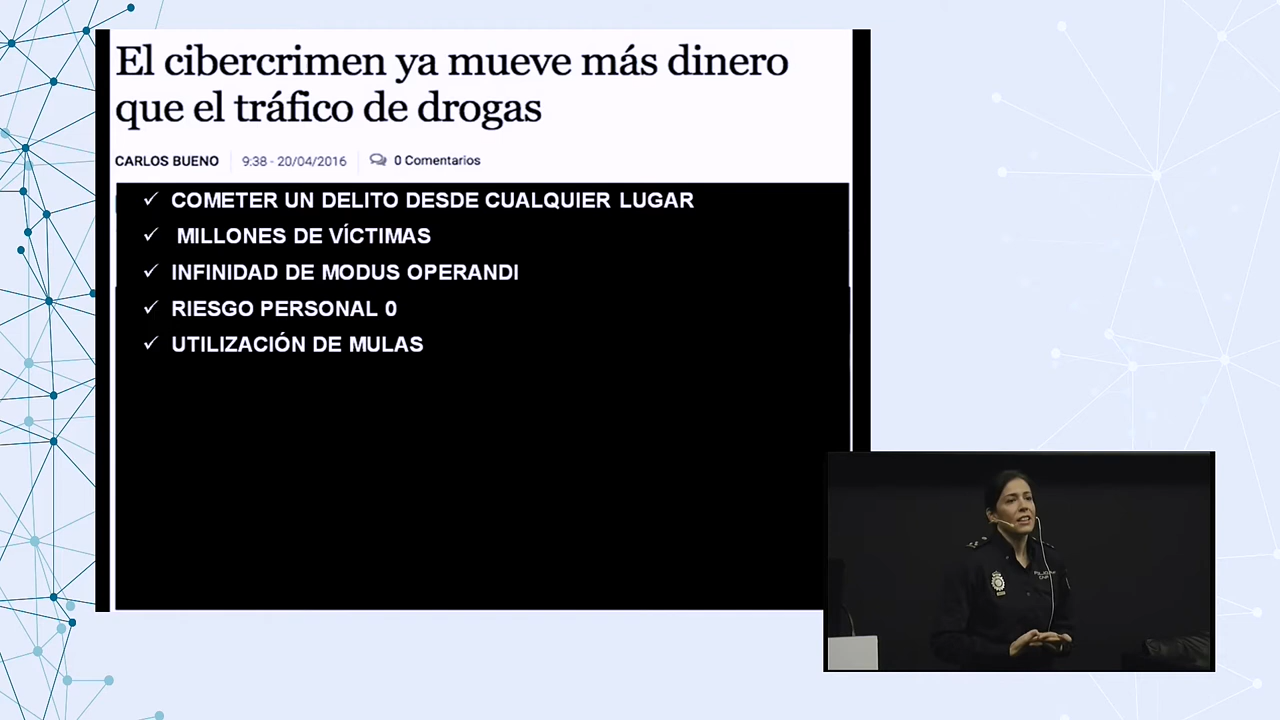 El cibercrimen ya mueve más dinero
que el tráfico de drogas
CARLOS BUENO 9:38 - 20/04/2016 0 Comentarios
✓ COMETER UN DELITO DESDE CUALQUIER LUGAR
✓ MILLONES DE VÍCTIMAS
✓ INFINIDAD DE MODUS OPERANDI
✓ RIESGO PERSONAL 0
✓ UTILIZACIÓN DE MULAS